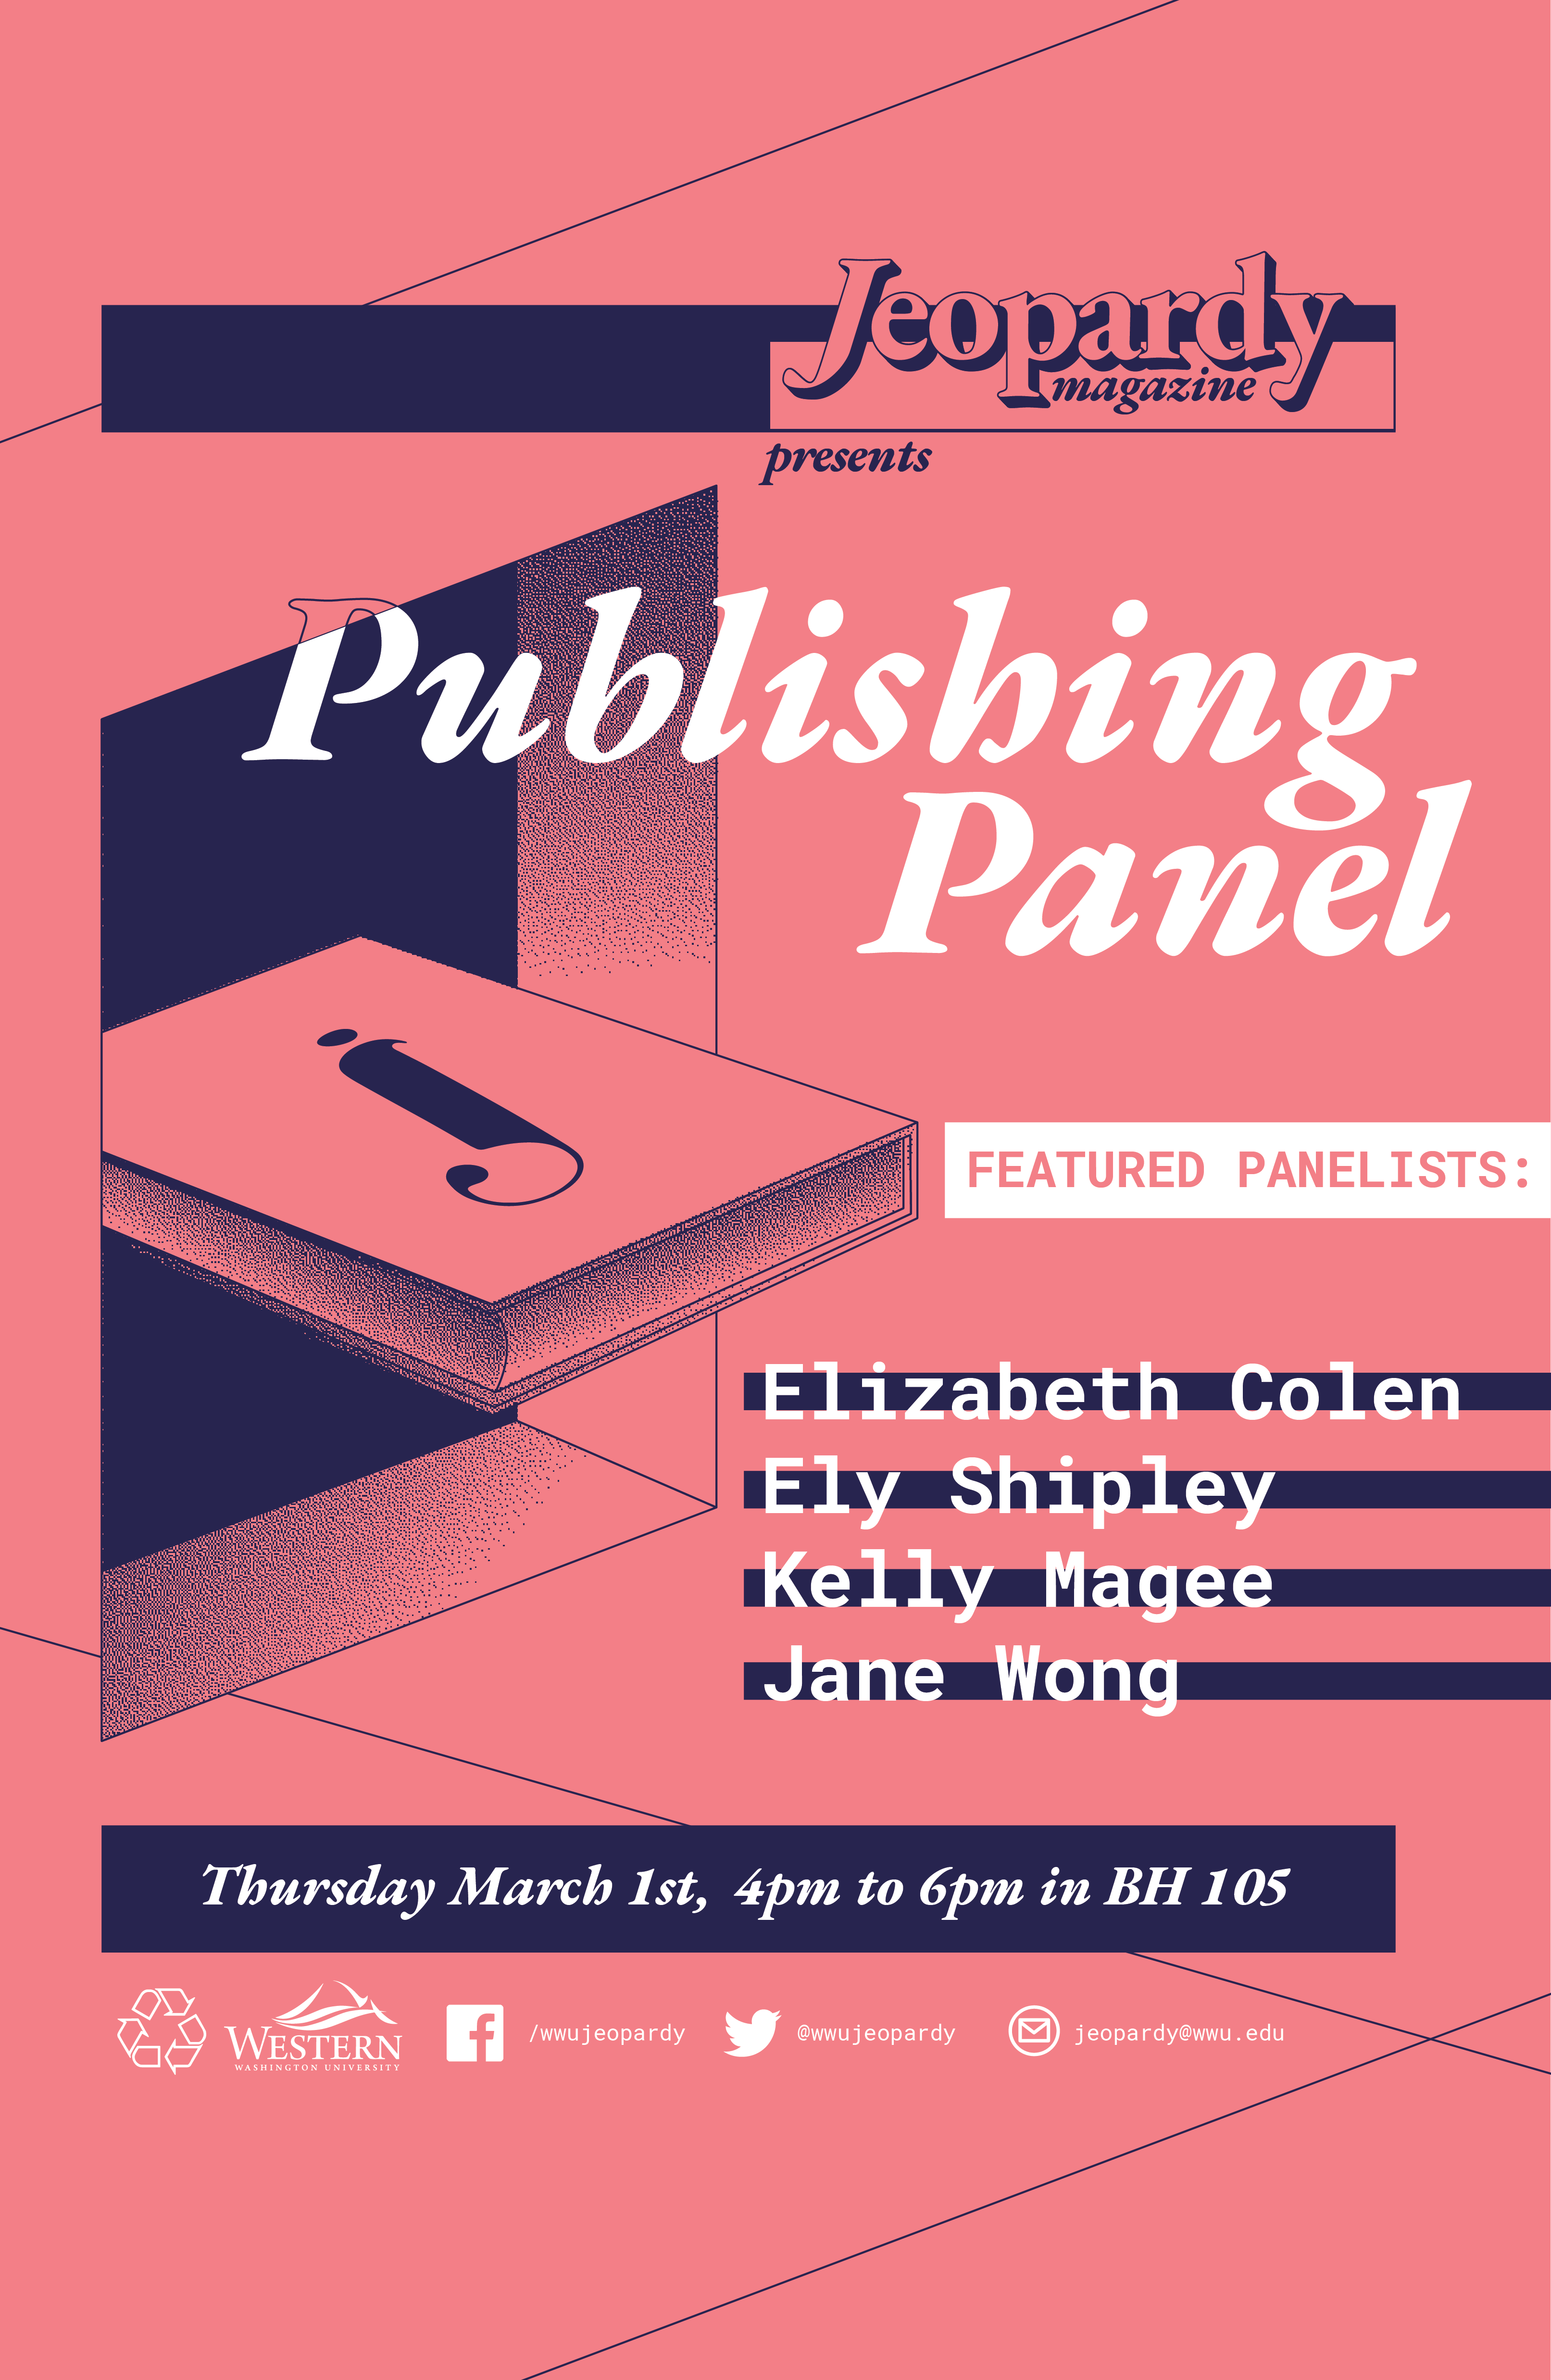 Jeopardy
magazine
presents
Publishing
Panel
j
FEATURED PANELISTS:
Elizabeth Colen
Ely Shipley
Kelly Magee
Jane Wong
Thursday March 1st, 4pm to 6pm in BH 105
WESTERN
WASHINGTON UNIVERSITY
/wwujeopardy
@wwujeopardy
jeopardy@wwu.edu